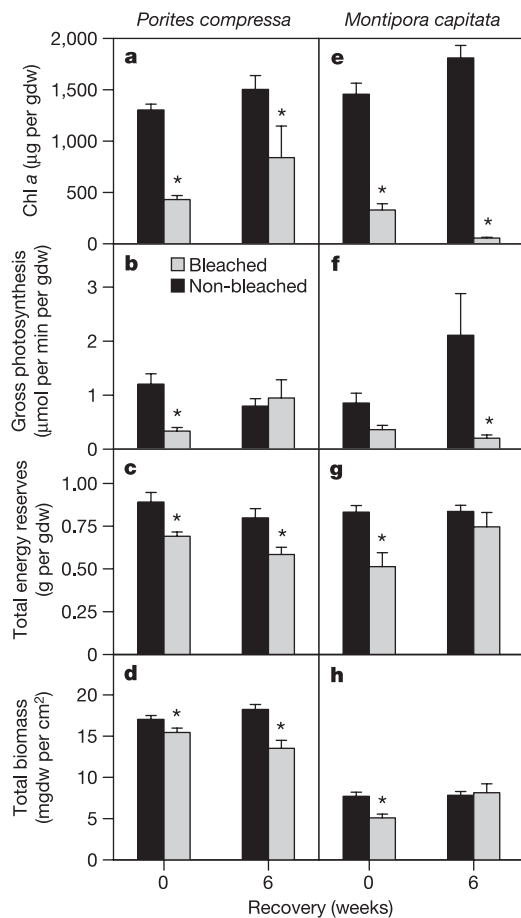 Porites compressa Montipora capitata
2,000
1,500
1,000
500
0
Chl a (μg per gdw)
a
*
*
e
*
*
3
2
1
0
Gross photosynthesis
(μmol per min per gdw)
b
Bleached
Non-bleached
*
f
*
1.00
0.75
0.50
0.25
0
Total energy reserves
(g per gdw)
c
*
*
g
*
20
15
10
5
0
Total biomass
(mgdw per cm²)
d
*
*
h
*
0 6 0 6
Recovery (weeks)